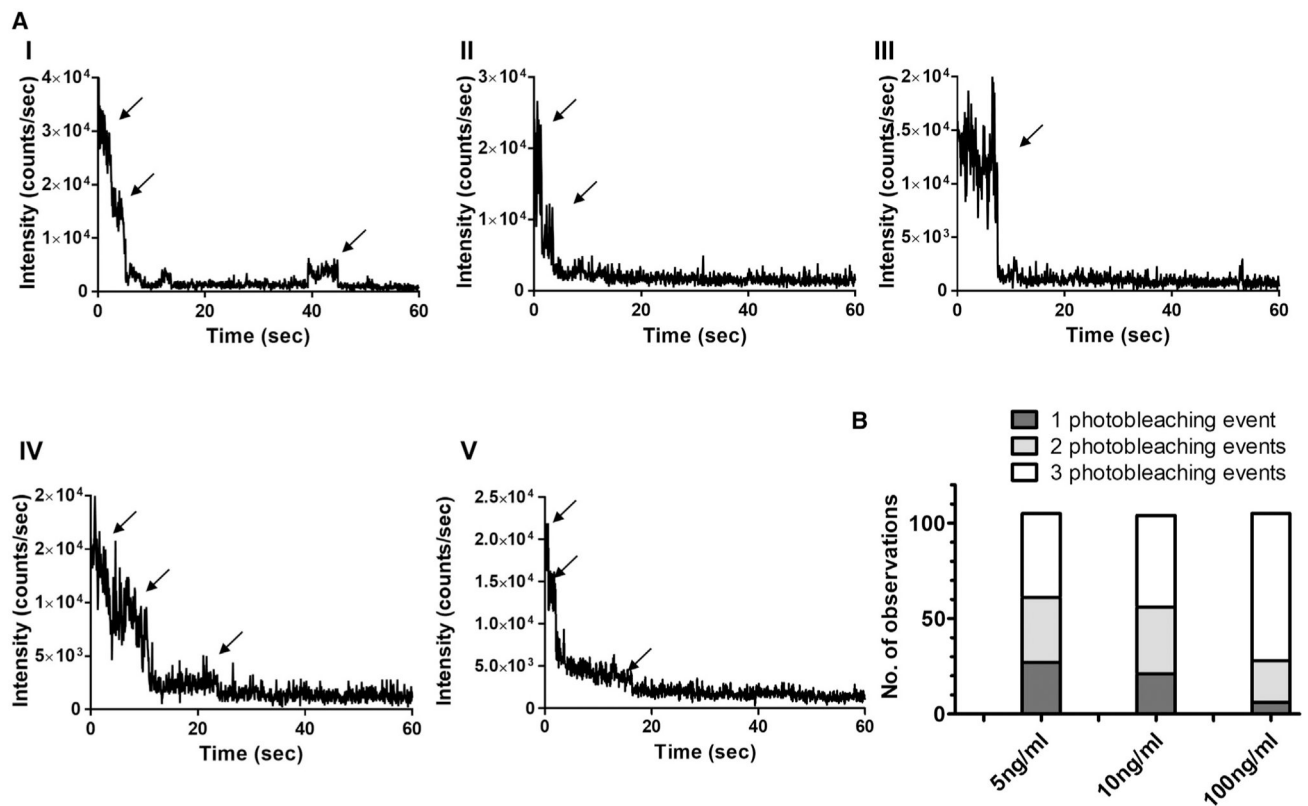 A
I
II
III
Intensity (counts/sec)
4×10⁴
3×10⁴
2×10⁴
1×10⁴
0
0 20 40 60
Time (sec)
Intensity (counts/sec)
3×10⁴
2×10⁴
1×10⁴
0
0 20 40 60
Time (sec)
Intensity (counts/sec)
2×10⁴
1.5×10⁴
1×10⁴
5×10³
0
0 20 40 60
Time (sec)
IV
V
B
Intensity (counts/sec)
2×10⁴
2×10⁴
1×10⁴
5×10³
0
0 20 40 60
Time (sec)
Intensity (counts/sec)
2.5×10⁴
2.0×10⁴
1.5×10⁴
1.0×10⁴
5.0×10³
0
0 20 40 60
Time (sec)
1 photobleaching event
2 photobleaching events
3 photobleaching events
No. of observations
100
50
0
5ng/ml
10ng/ml
100ng/ml